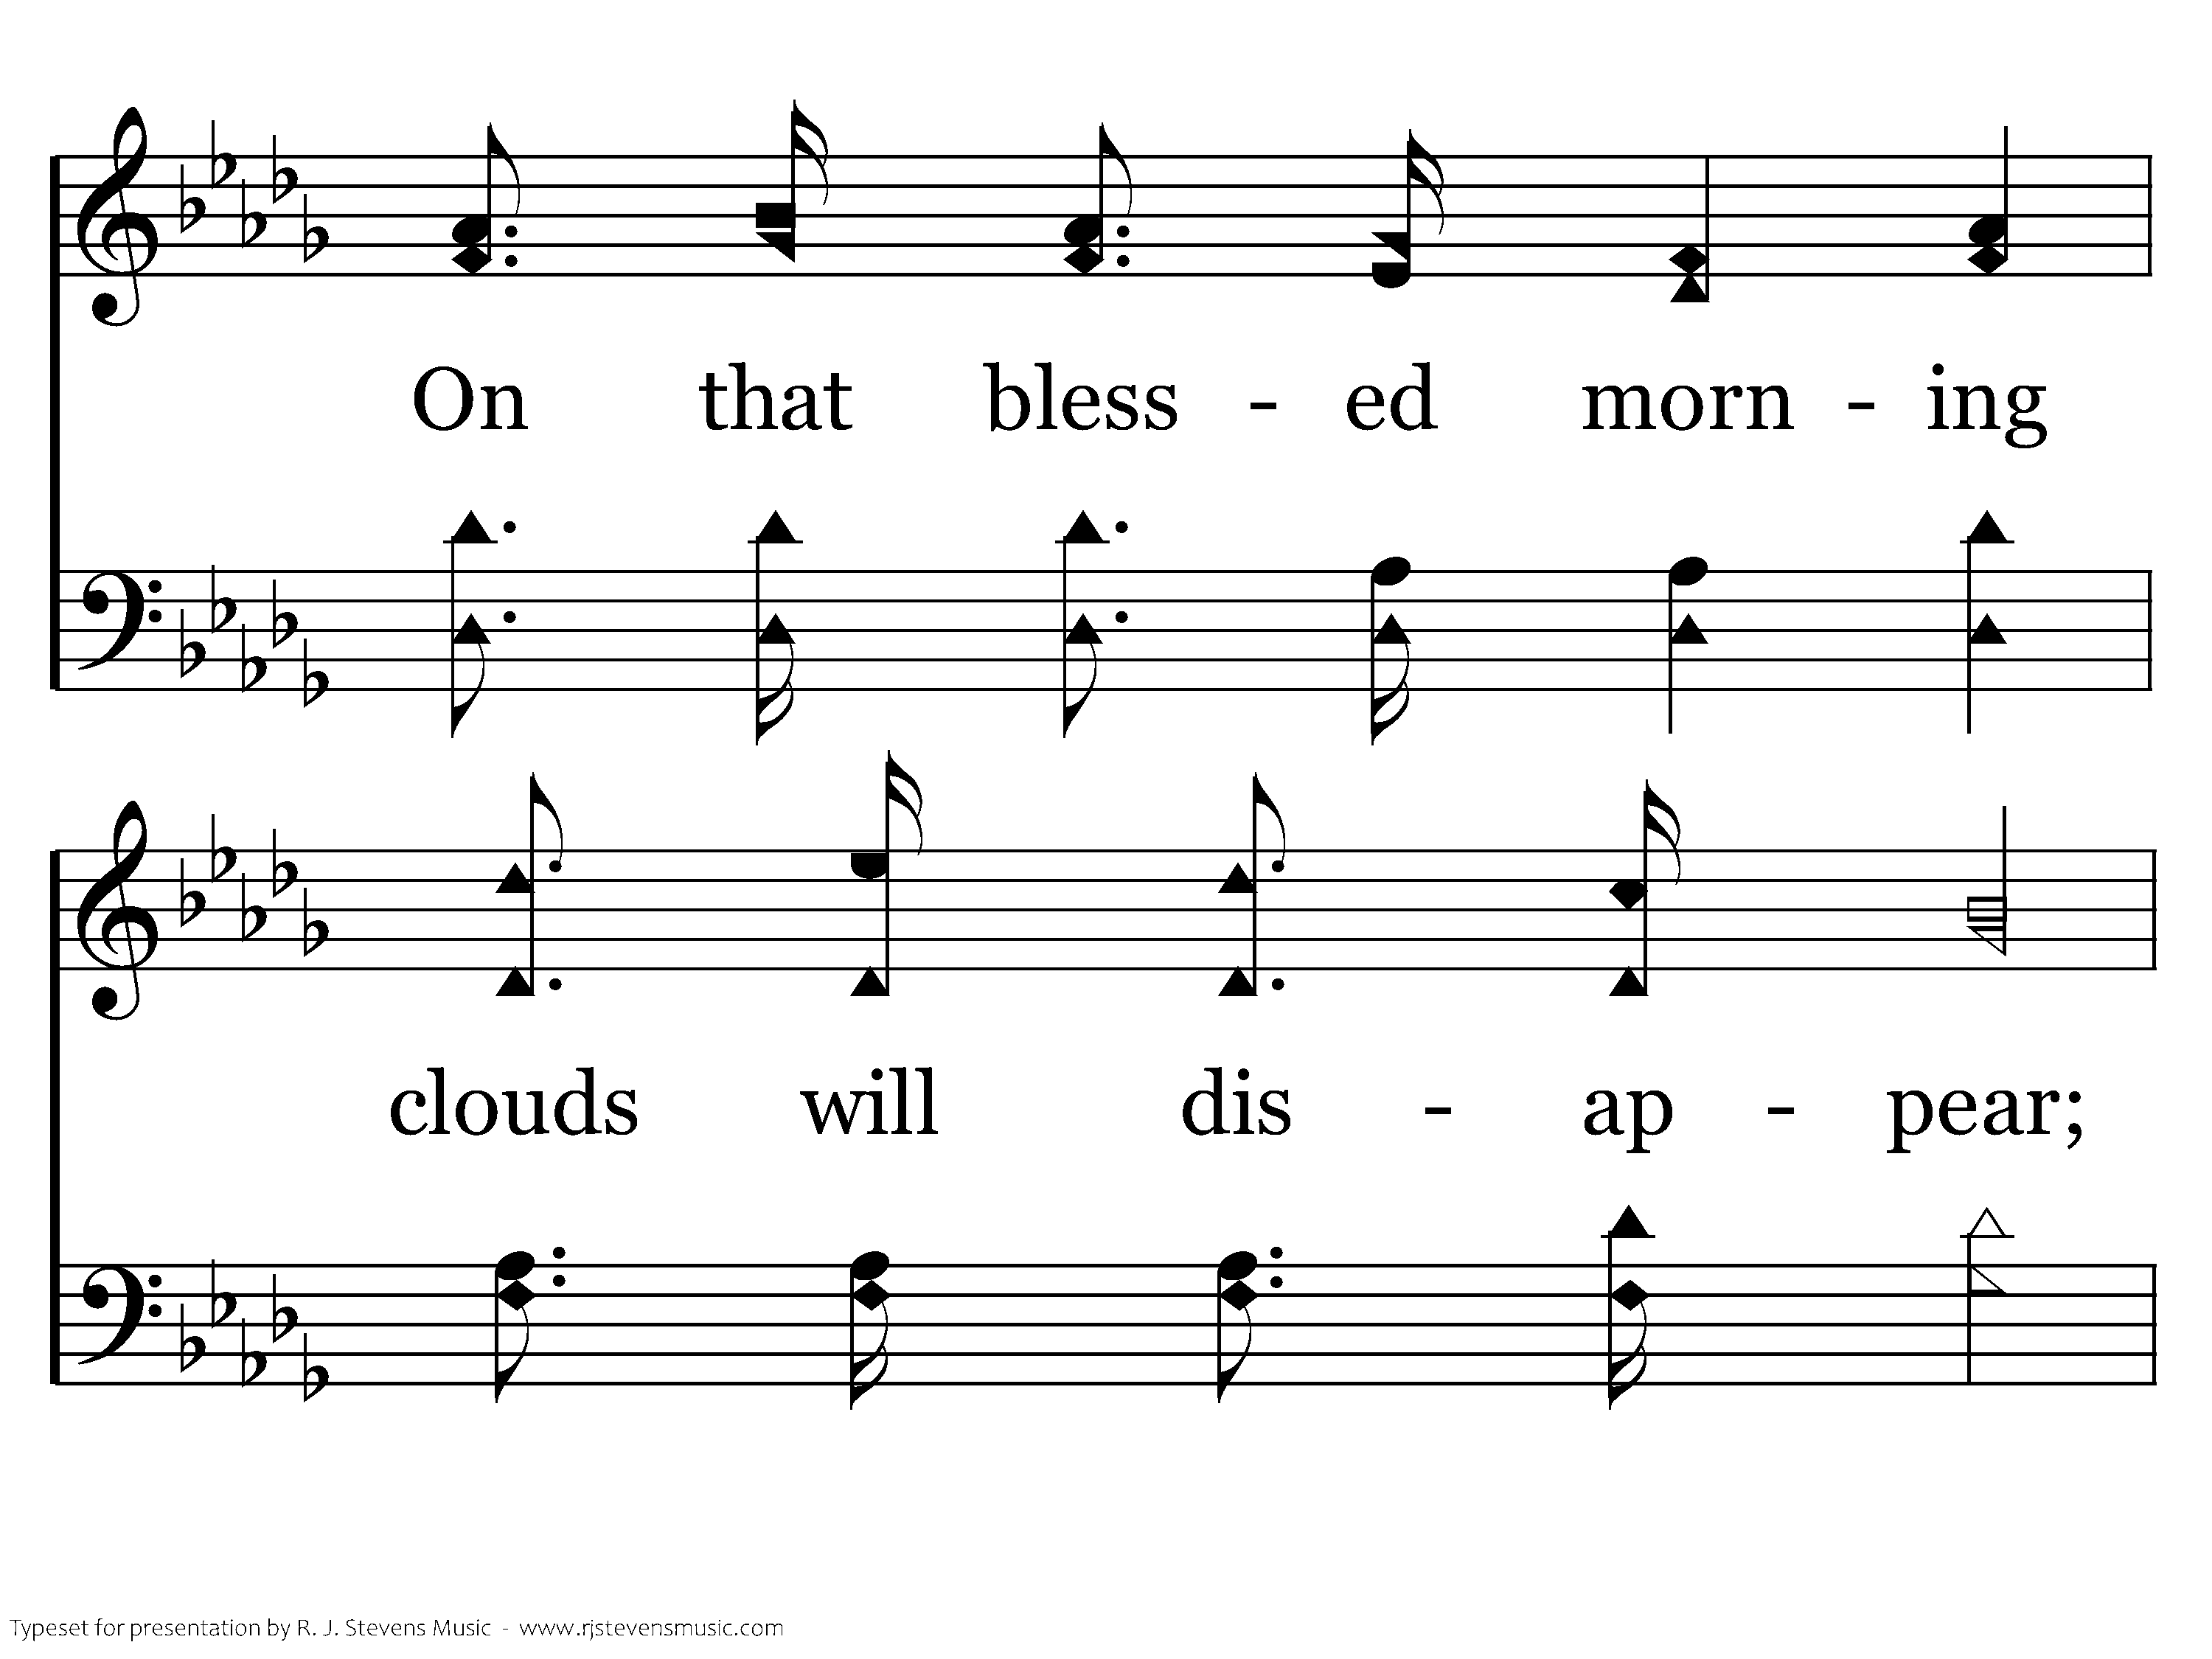 On that bless - ed morn - ing
clouds will dis - ap - pear;
Typeset for presentation by R. J. Stevens Music - www.rjstevensmusic.com